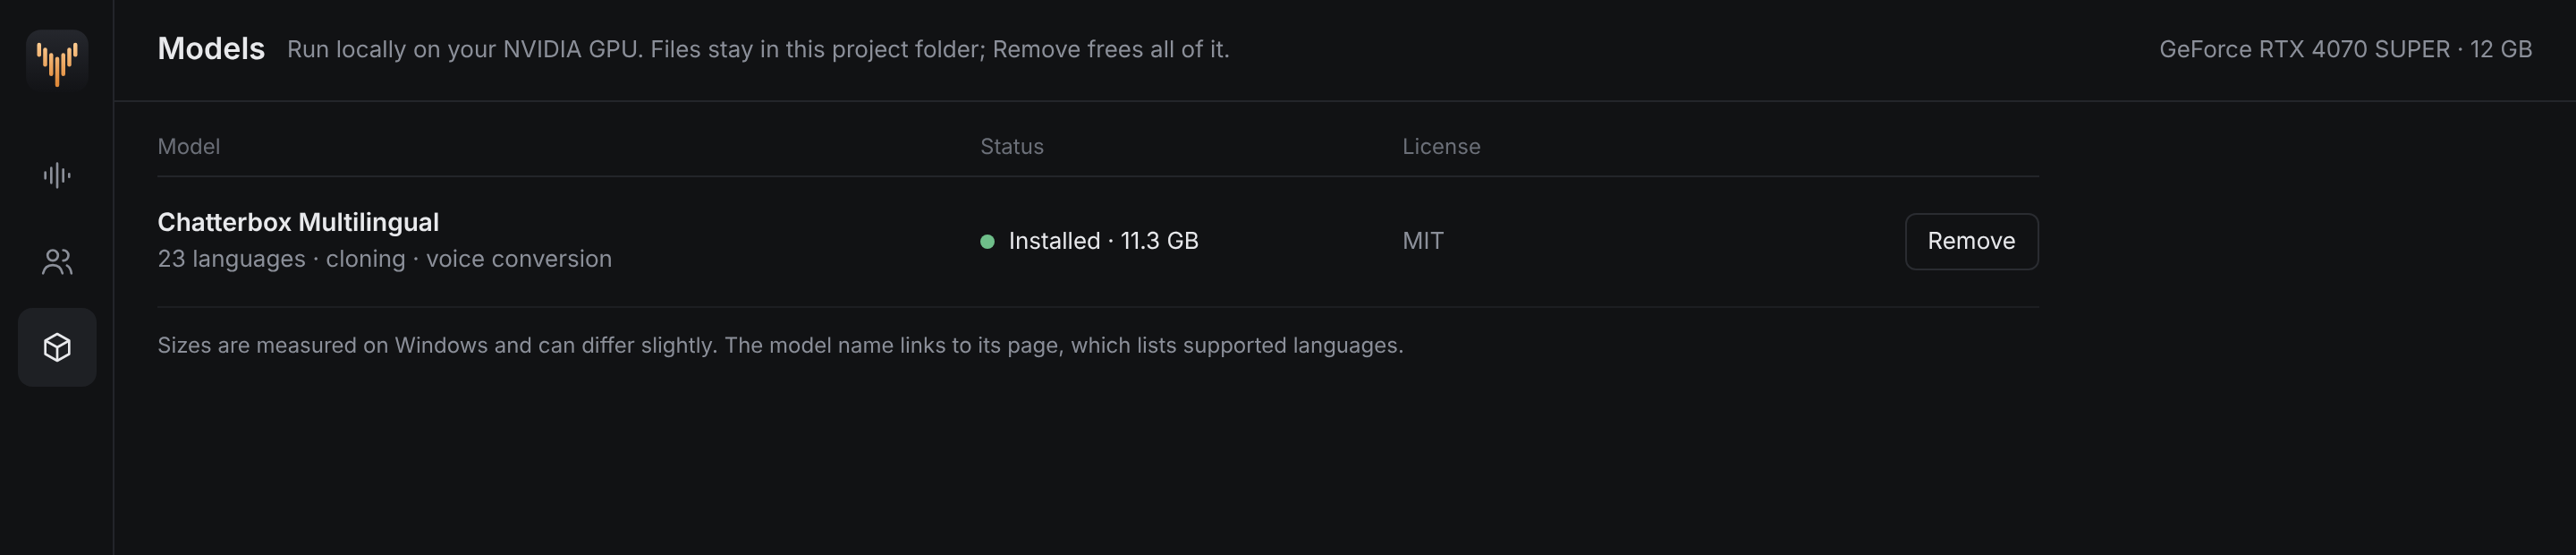 Models Run locally on your NVIDIA GPU. Files stay in this project folder; Remove frees all of it. GeForce RTX 4070 SUPER · 12 GB
Model Status License
Chatterbox Multilingual
23 languages · cloning · voice conversion
Installed · 11.3 GB MIT Remove
Sizes are measured on Windows and can differ slightly. The model name links to its page, which lists supported languages.